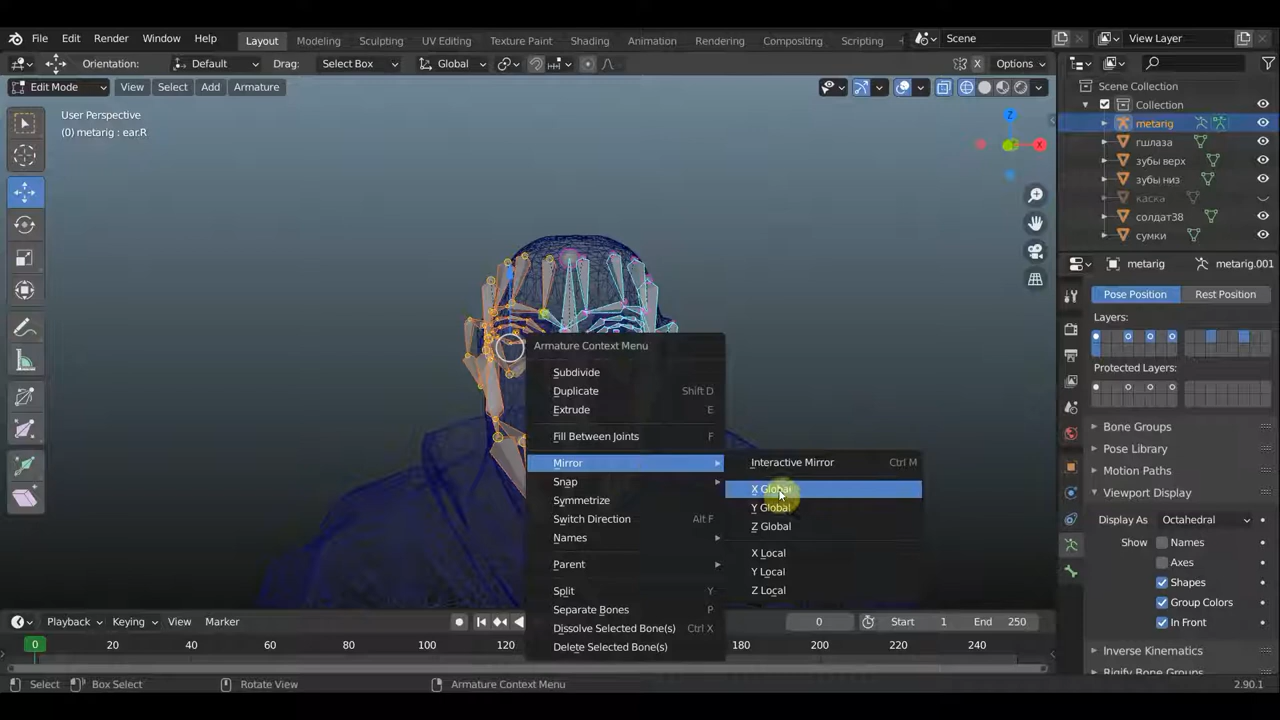 File Edit Render Window Help Layout Modeling Sculpting UV Editing Texture Paint Shading Animation Rendering Compositing Scripting Scene View Layer
Orientation: Default Drag: Select Box Global Options
Edit Mode View Select Add Armature
User Perspective
(0) metarig : ear.R
Z
X
Scene Collection
Collection
metarig
гшлаза
зубы верх
зубы низ
каска
солдат38
сумки
metarig metarig.001
Pose Position Rest Position
Layers:
Protected Layers:
Bone Groups
Pose Library
Motion Paths
Viewport Display
Display As Octahedral
Show Names
Axes
Shapes
Group Colors
In Front
Inverse Kinematics
Rigify Bone Groups
Armature Context Menu
Subdivide
Duplicate Shift D
Extrude E
Fill Between Joints F
Mirror
Snap
Symmetrize
Switch Direction Alt F
Names
Parent
Split Y
Separate Bones P
Dissolve Selected Bone(s) Ctrl X
Delete Selected Bone(s)
Interactive Mirror Ctrl M
X Global
Y Global
Z Global
X Local
Y Local
Z Local
Playback Keying View Marker 0 Start 1 End 250
0 20 40 60 80 100 120 180 200 220 240
Select Box Select Rotate View Armature Context Menu 2.90.1